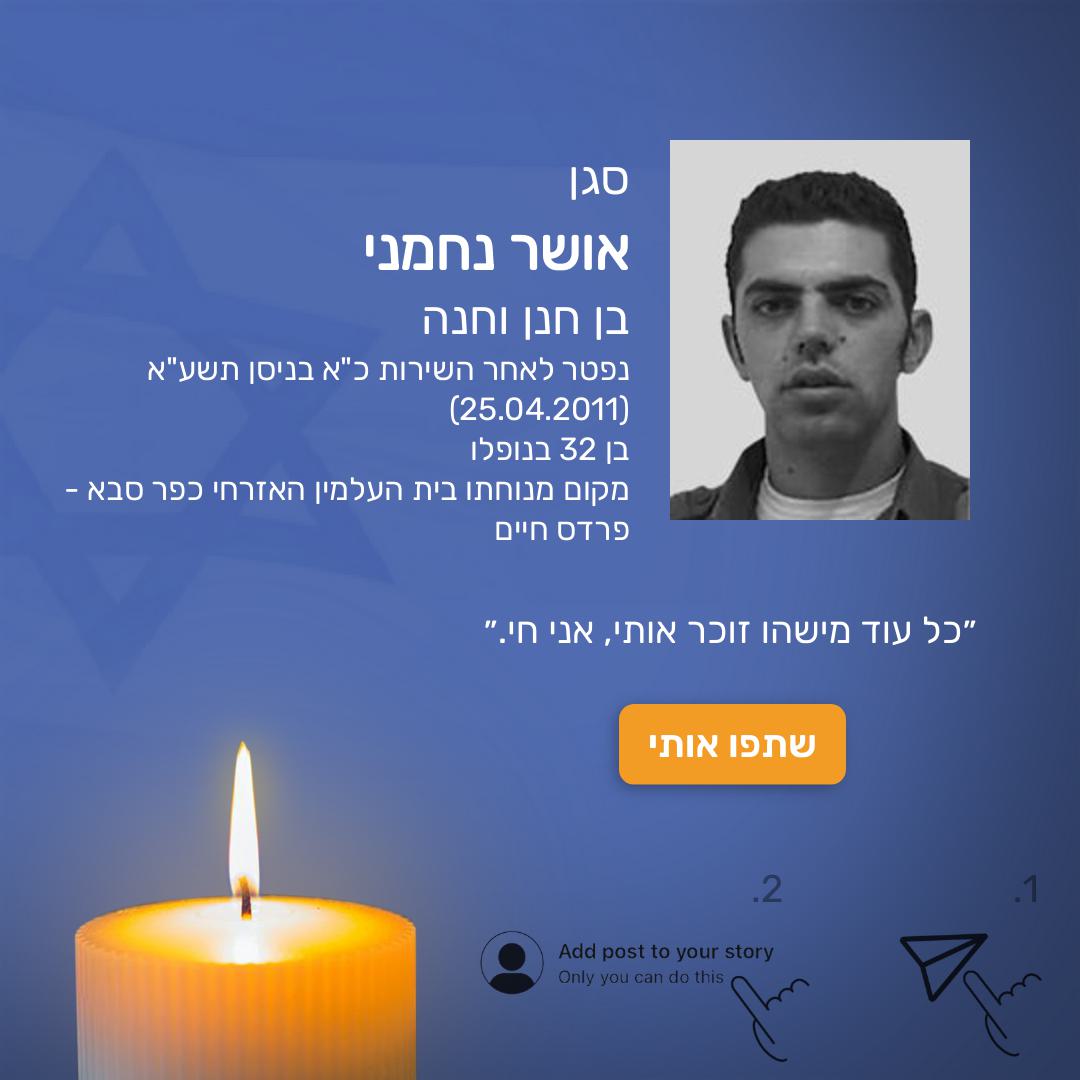 סגן
אושר נחמני
בן חנן וחנה
נפטר לאחר השירות כ"א בניסן תשע"א
(25.04.2011)
בן 32 בנופלו
מקום מנוחתו בית העלמין האזרחי כפר סבא -
פרדס חיים
״כל עוד מישהו זוכר אותי, אני חי.״
שתפו אותי
1.
2.
Add post to your story
Only you can do this